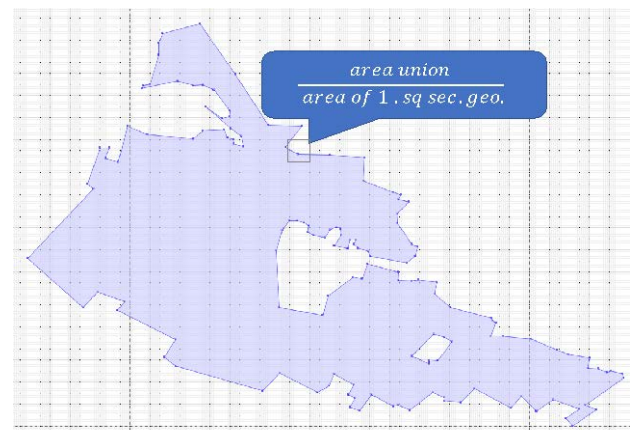 area union
area of 1 . sq sec. geo.